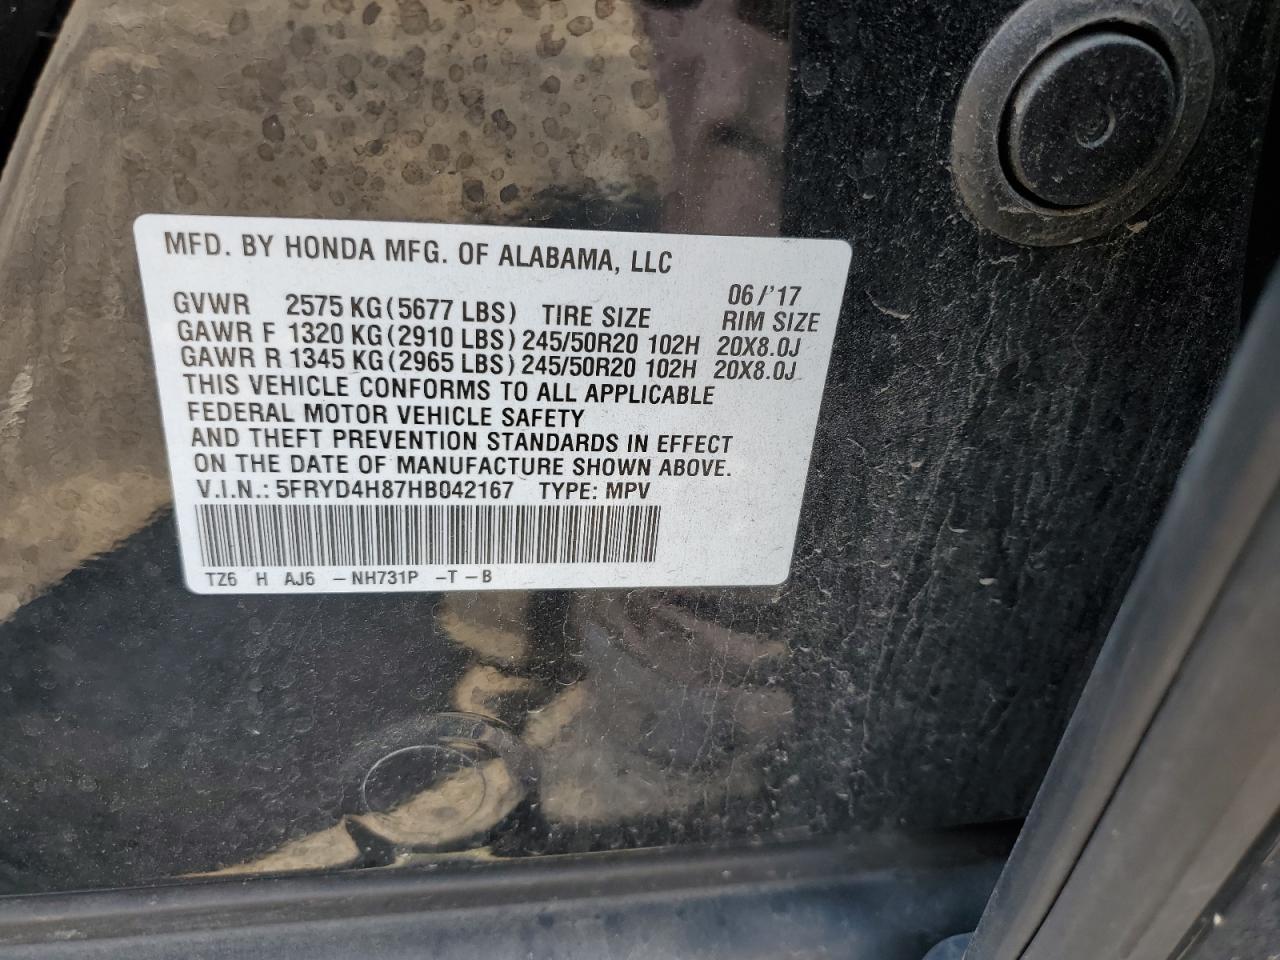 MFD. BY HONDA MFG. OF ALABAMA, LLC
06/'17
GVWR 2575 KG (5677 LBS) TIRE SIZE RIM SIZE
GAWR F 1320 KG (2910 LBS) 245/50R20 102H 20X8.0J
GAWR R 1345 KG (2965 LBS) 245/50R20 102H 20X8.0J
THIS VEHICLE CONFORMS TO ALL APPLICABLE
FEDERAL MOTOR VEHICLE SAFETY
AND THEFT PREVENTION STANDARDS IN EFFECT
ON THE DATE OF MANUFACTURE SHOWN ABOVE.
V.I.N.: 5FRYD4H87HB042167 TYPE: MPV
TZ6 H AJ6 -NH731P -T -B